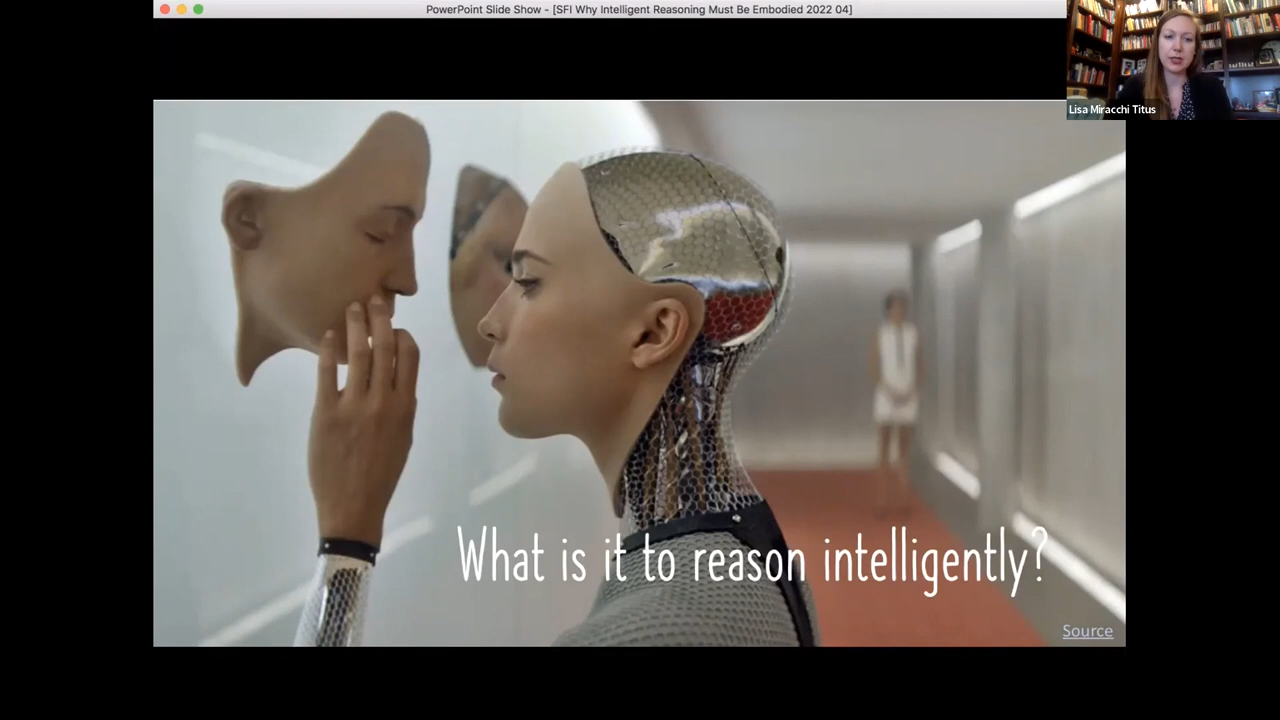 PowerPoint Slide Show - [SFI Why Intelligent Reasoning Must Be Embodied 2022 04]
Lisa Miracchi Titus
What is it to reason intelligently?
Source